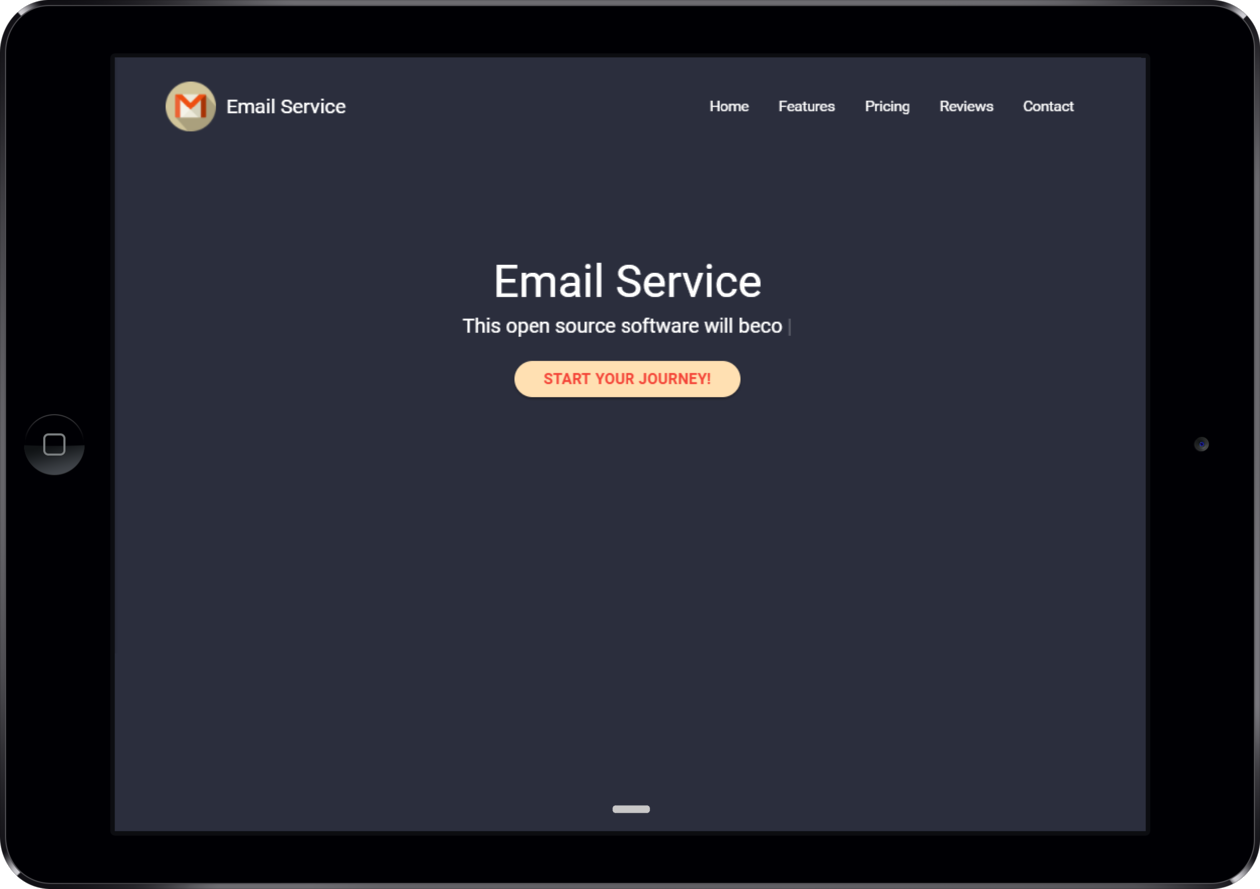 Email Service
Home Features Pricing Reviews Contact
Email Service
This open source software will beco |
START YOUR JOURNEY!